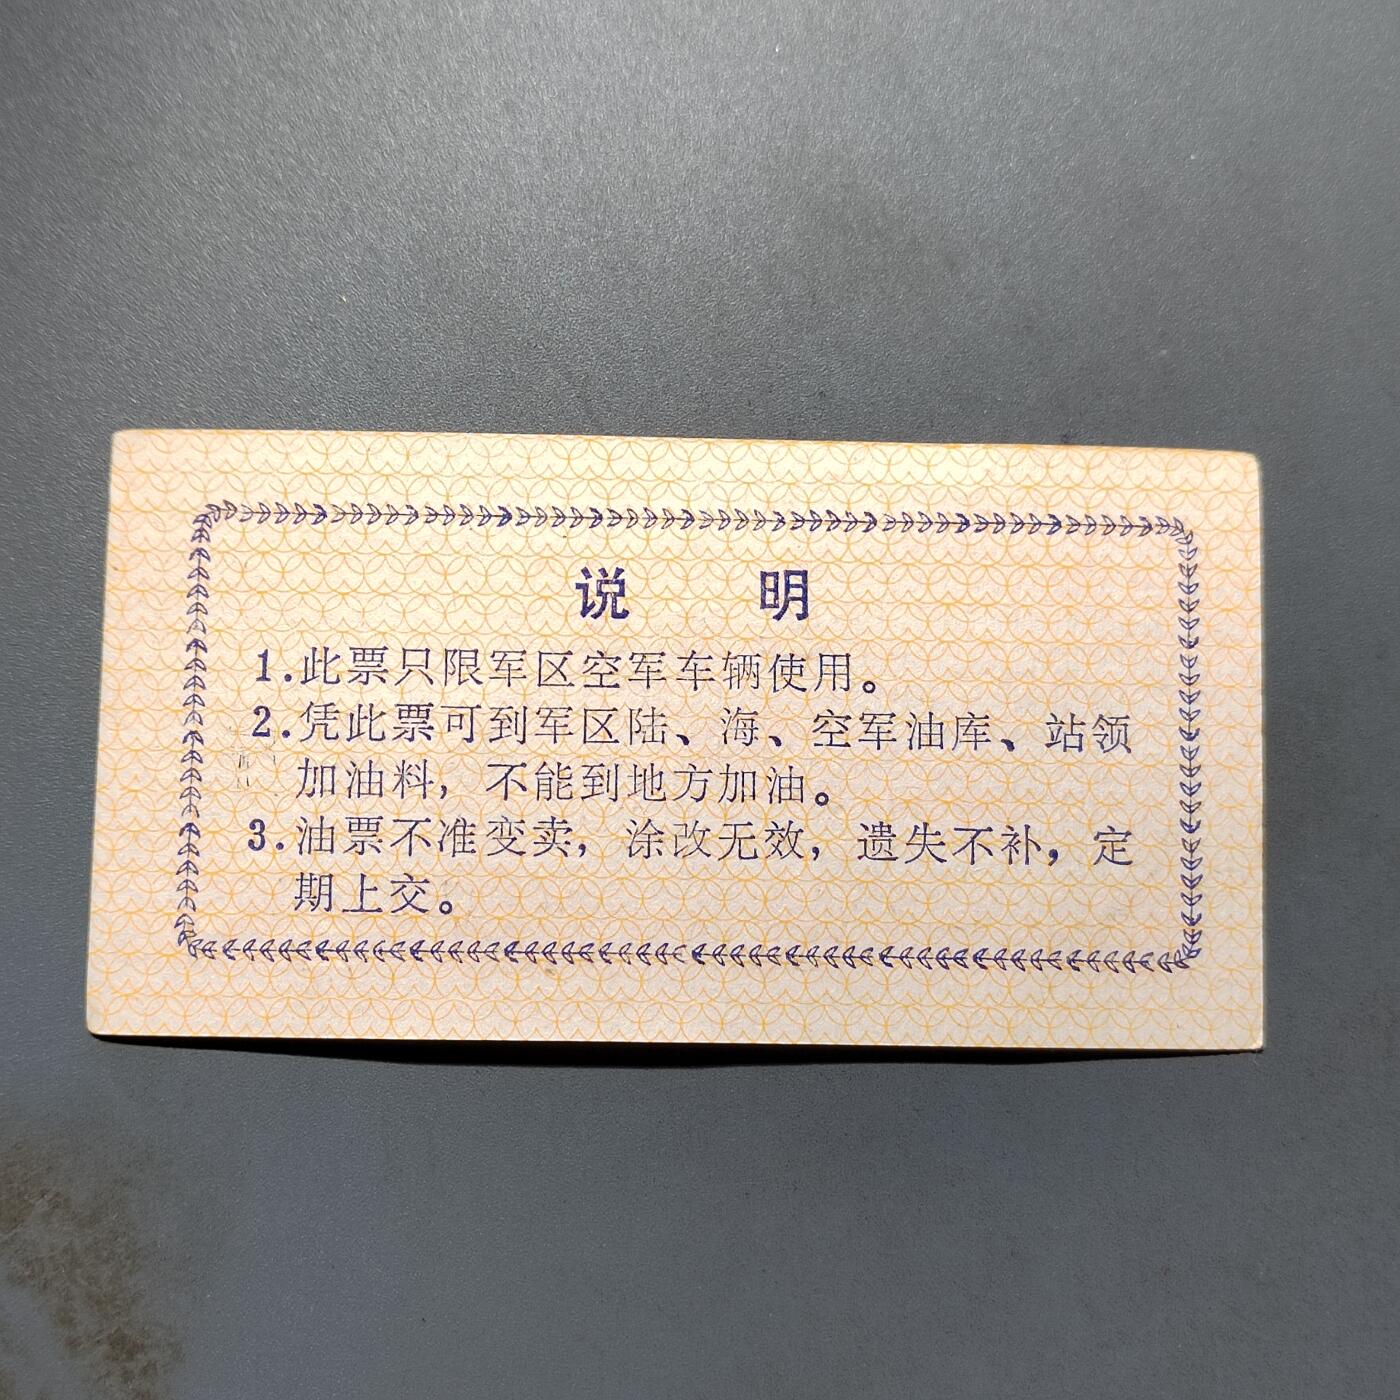 说 明
1.此票只限军区空军车辆使用。
2.凭此票可到军区陆、海、空军油库、站领
加油料，不能到地方加油。
3.油票不准变卖，涂改无效，遗失不补，定
期上交。